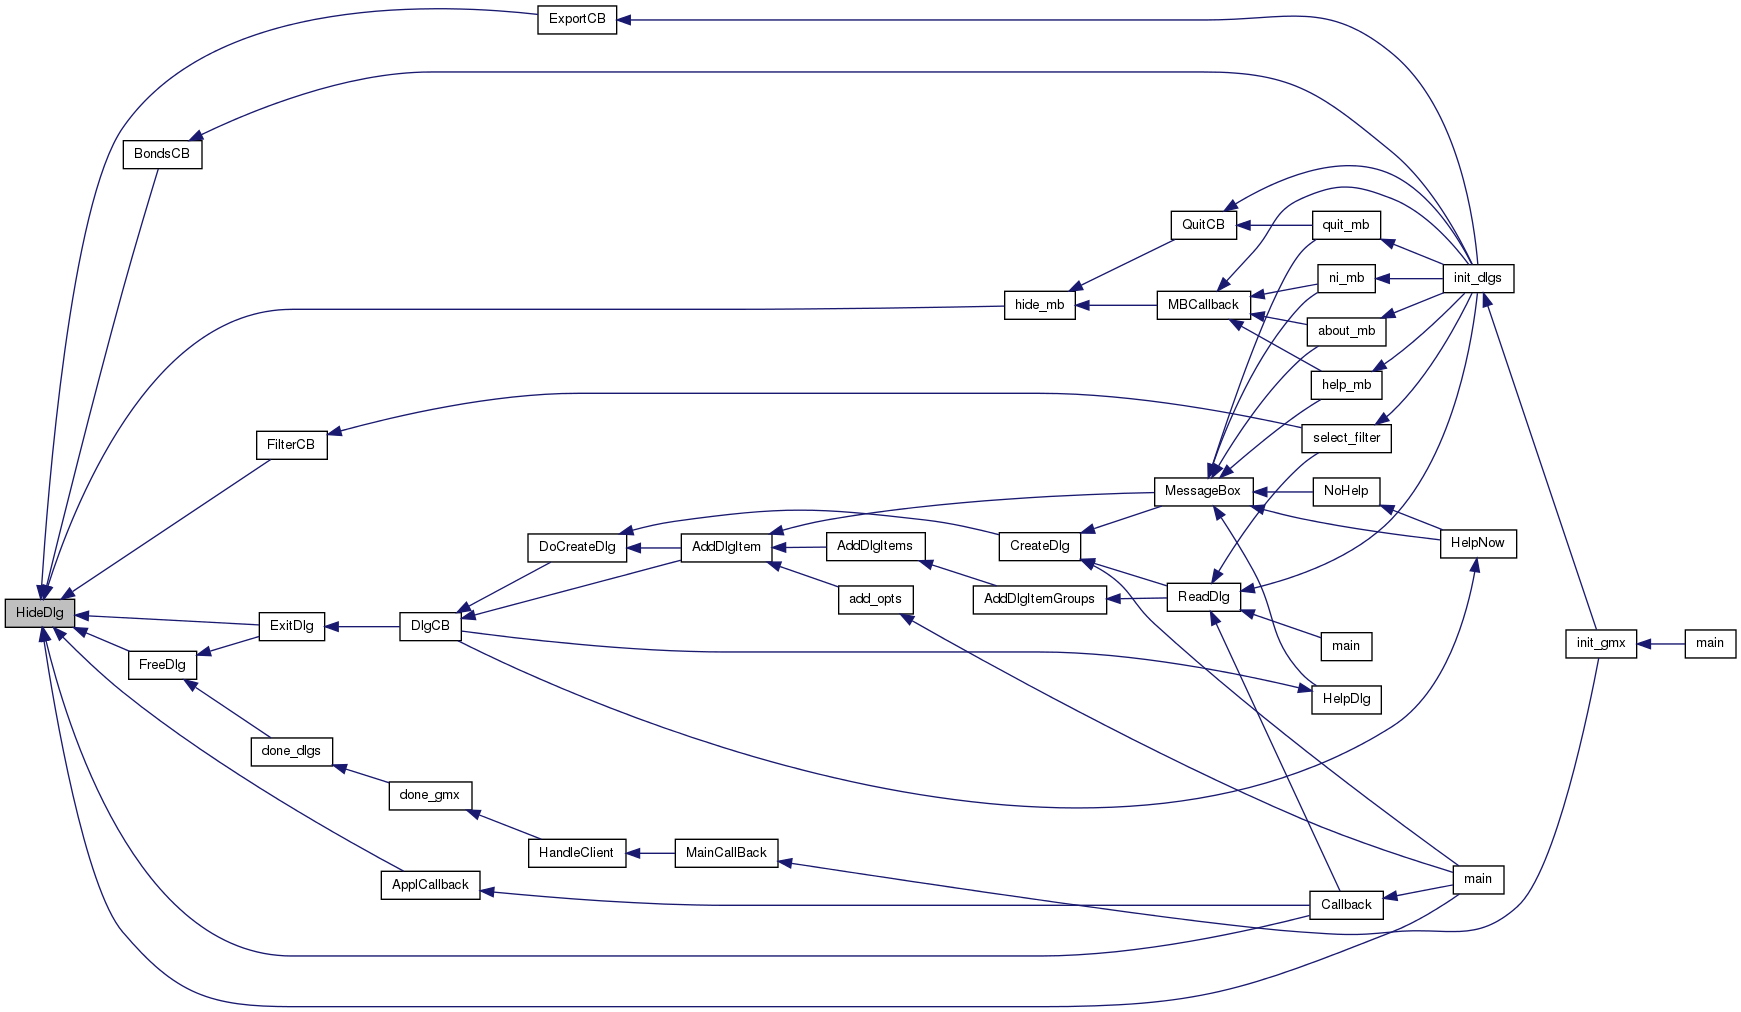 ExportCB
BondsCB
QuitCB
quit_mb
ni_mb
init_dlgs
hide_mb
MBCallback
about_mb
help_mb
FilterCB
select_filter
MessageBox
NoHelp
DoCreateDlg
AddDlgItem
AddDlgItems
CreateDlg
HelpNow
HideDlg
add_opts
AddDlgItemGroups
ReadDlg
ExitDlg
DlgCB
main
init_gmx
main
FreeDlg
HelpDlg
done_dlgs
done_gmx
HandleClient
MainCallBack
ApplCallback
main
Callback